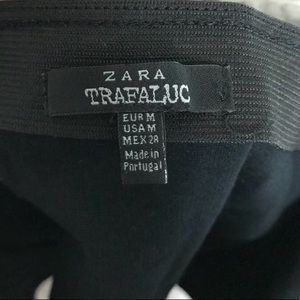 ZARA
TRAFALUC
EUR M
USA M
MEX 28
Made in
Portugal